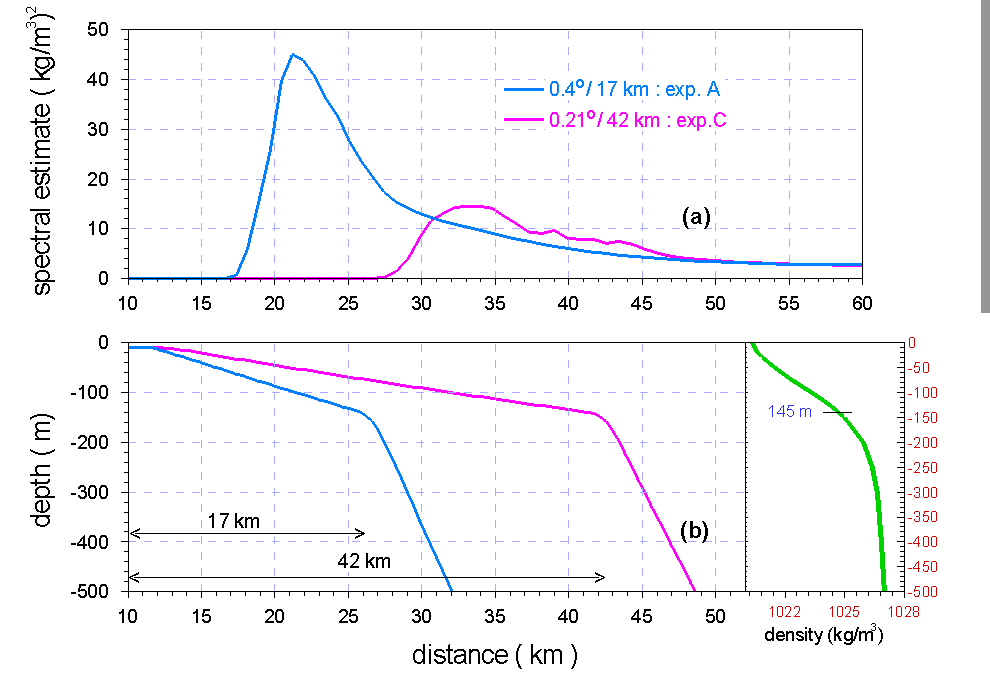 spectral estimate ( kg/m³)²
50
40
30
20
10
0
0.4°/ 17 km : exp. A
0.21°/ 42 km : exp.C
(a)
10 15 20 25 30 35 40 45 50 55 60
depth ( m)
0
-100
-200
-300
-400
-500
17 km
42 km
(b)
10 15 20 25 30 35 40 45 50
distance ( km )
145 m
0
-50
-100
-150
-200
-250
-300
-350
-400
-450
-500
1022 1025 1028
density (kg/m³)